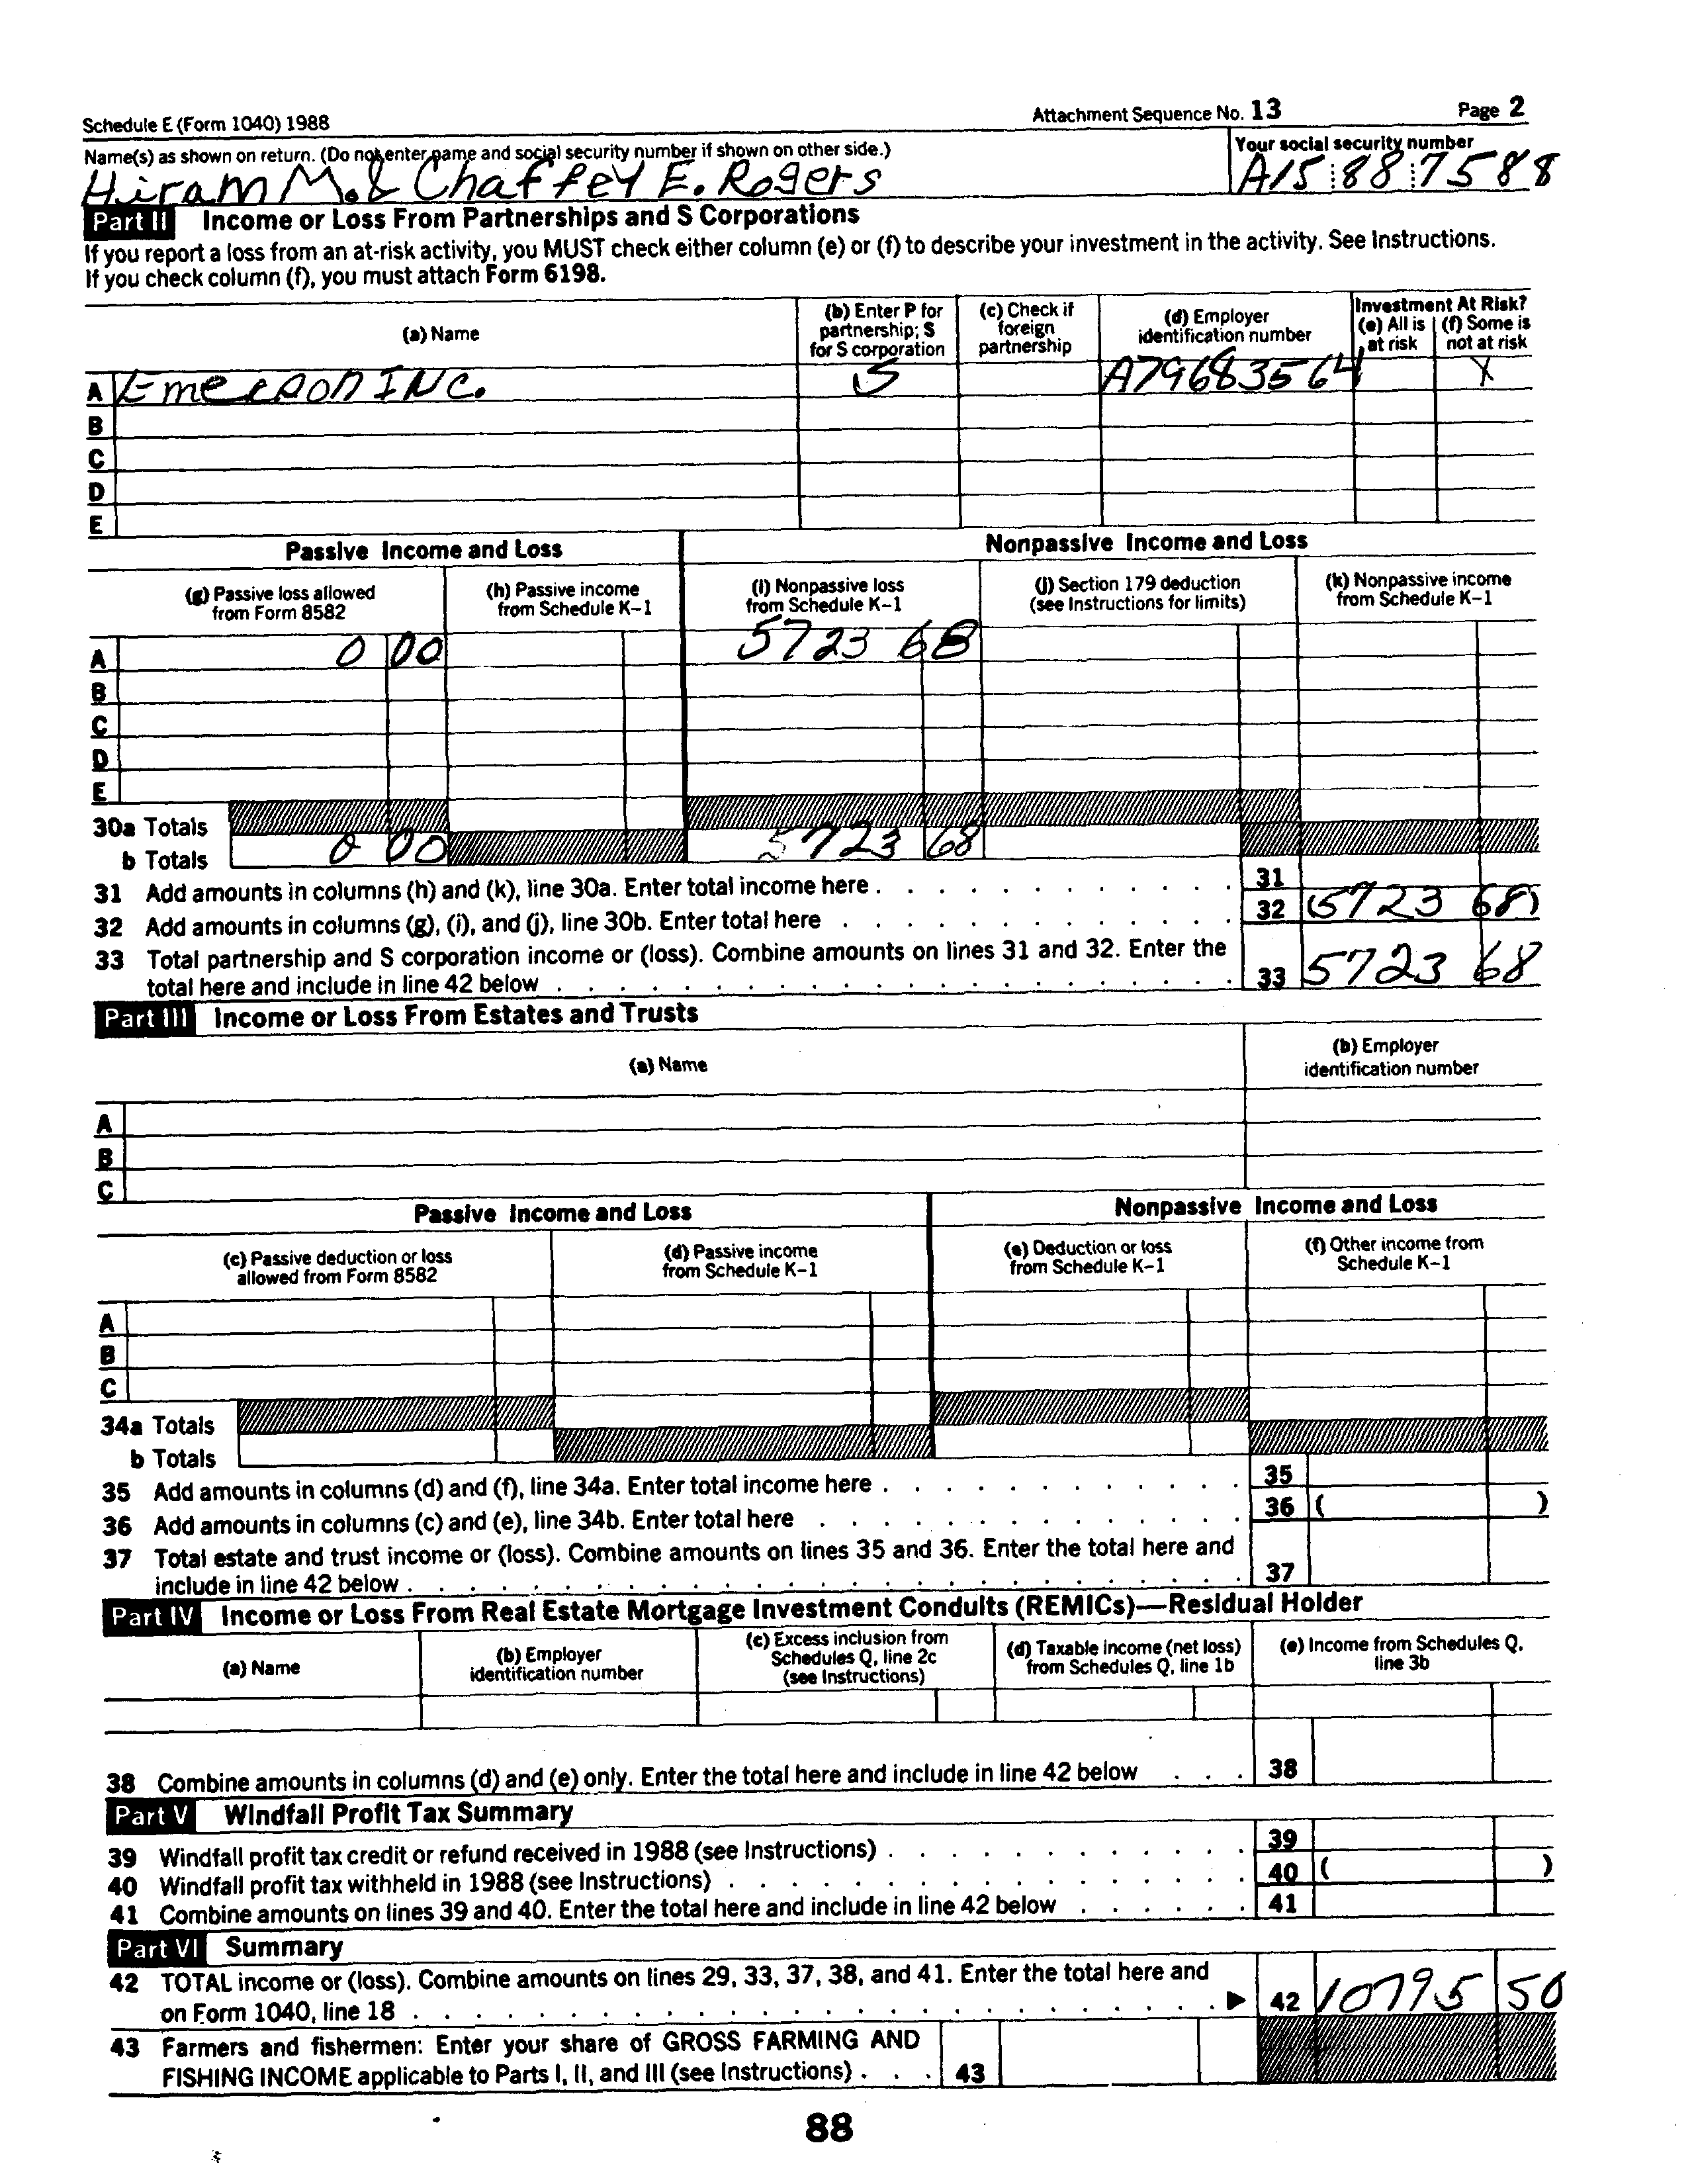 Schedule E (Form 1040) 1988 Attachment Sequence No. 13 Page 2
Name(s) as shown on return. (Do not enter name and social security number if shown on other side.) Your social security number
Hiram M. & Chaffey E. Rogers A15 88 7588
Part II Income or Loss From Partnerships and S Corporations
If you report a loss from an at-risk activity, you MUST check either column (e) or (f) to describe your investment in the activity. See Instructions.
If you check column (f), you must attach Form 6198.
(a) Name (b) Enter P for partnership; S for S corporation (c) Check if foreign partnership (d) Employer identification number Investment At Risk? (e) All is at risk (f) Some is not at risk
A Emerson INC. S A79683564 X
B
C
D
E
Passive Income and Loss Nonpassive Income and Loss
(g) Passive loss allowed from Form 8582 (h) Passive income from Schedule K-1 (i) Nonpassive loss from Schedule K-1 (j) Section 179 deduction (see Instructions for limits) (k) Nonpassive income from Schedule K-1
A 0 00 5723 68
B
C
D
E
30a Totals
b Totals 0 00 5723 68
31 Add amounts in columns (h) and (k), line 30a. Enter total income here . . . 31
32 Add amounts in columns (g), (i), and (j), line 30b. Enter total here . . . 32 (5723 68)
33 Total partnership and S corporation income or (loss). Combine amounts on lines 31 and 32. Enter the
total here and include in line 42 below . . . 33 5723 68
Part III Income or Loss From Estates and Trusts
(a) Name (b) Employer identification number
A
B
C
Passive Income and Loss Nonpassive Income and Loss
(c) Passive deduction or loss allowed from Form 8582 (d) Passive income from Schedule K-1 (e) Deduction or loss from Schedule K-1 (f) Other income from Schedule K-1
A
B
C
34a Totals
b Totals
35 Add amounts in columns (d) and (f), line 34a. Enter total income here . . . 35
36 Add amounts in columns (c) and (e), line 34b. Enter total here . . . 36 ( )
37 Total estate and trust income or (loss). Combine amounts on lines 35 and 36. Enter the total here and
include in line 42 below . . . 37
Part IV Income or Loss From Real Estate Mortgage Investment Conduits (REMICs)—Residual Holder
(a) Name (b) Employer identification number (c) Excess inclusion from Schedules Q, line 2c (see Instructions) (d) Taxable income (net loss) from Schedules Q, line 1b (e) Income from Schedules Q, line 3b
38 Combine amounts in columns (d) and (e) only. Enter the total here and include in line 42 below . . . 38
Part V Windfall Profit Tax Summary
39 Windfall profit tax credit or refund received in 1988 (see Instructions) . . . 39
40 Windfall profit tax withheld in 1988 (see Instructions) . . . 40 ( )
41 Combine amounts on lines 39 and 40. Enter the total here and include in line 42 below . . . 41
Part VI Summary
42 TOTAL income or (loss). Combine amounts on lines 29, 33, 37, 38, and 41. Enter the total here and
on Form 1040, line 18 . . . ▶ 42 10795 50
43 Farmers and fishermen: Enter your share of GROSS FARMING AND
FISHING INCOME applicable to Parts I, II, and III (see Instructions) . . . 43
88